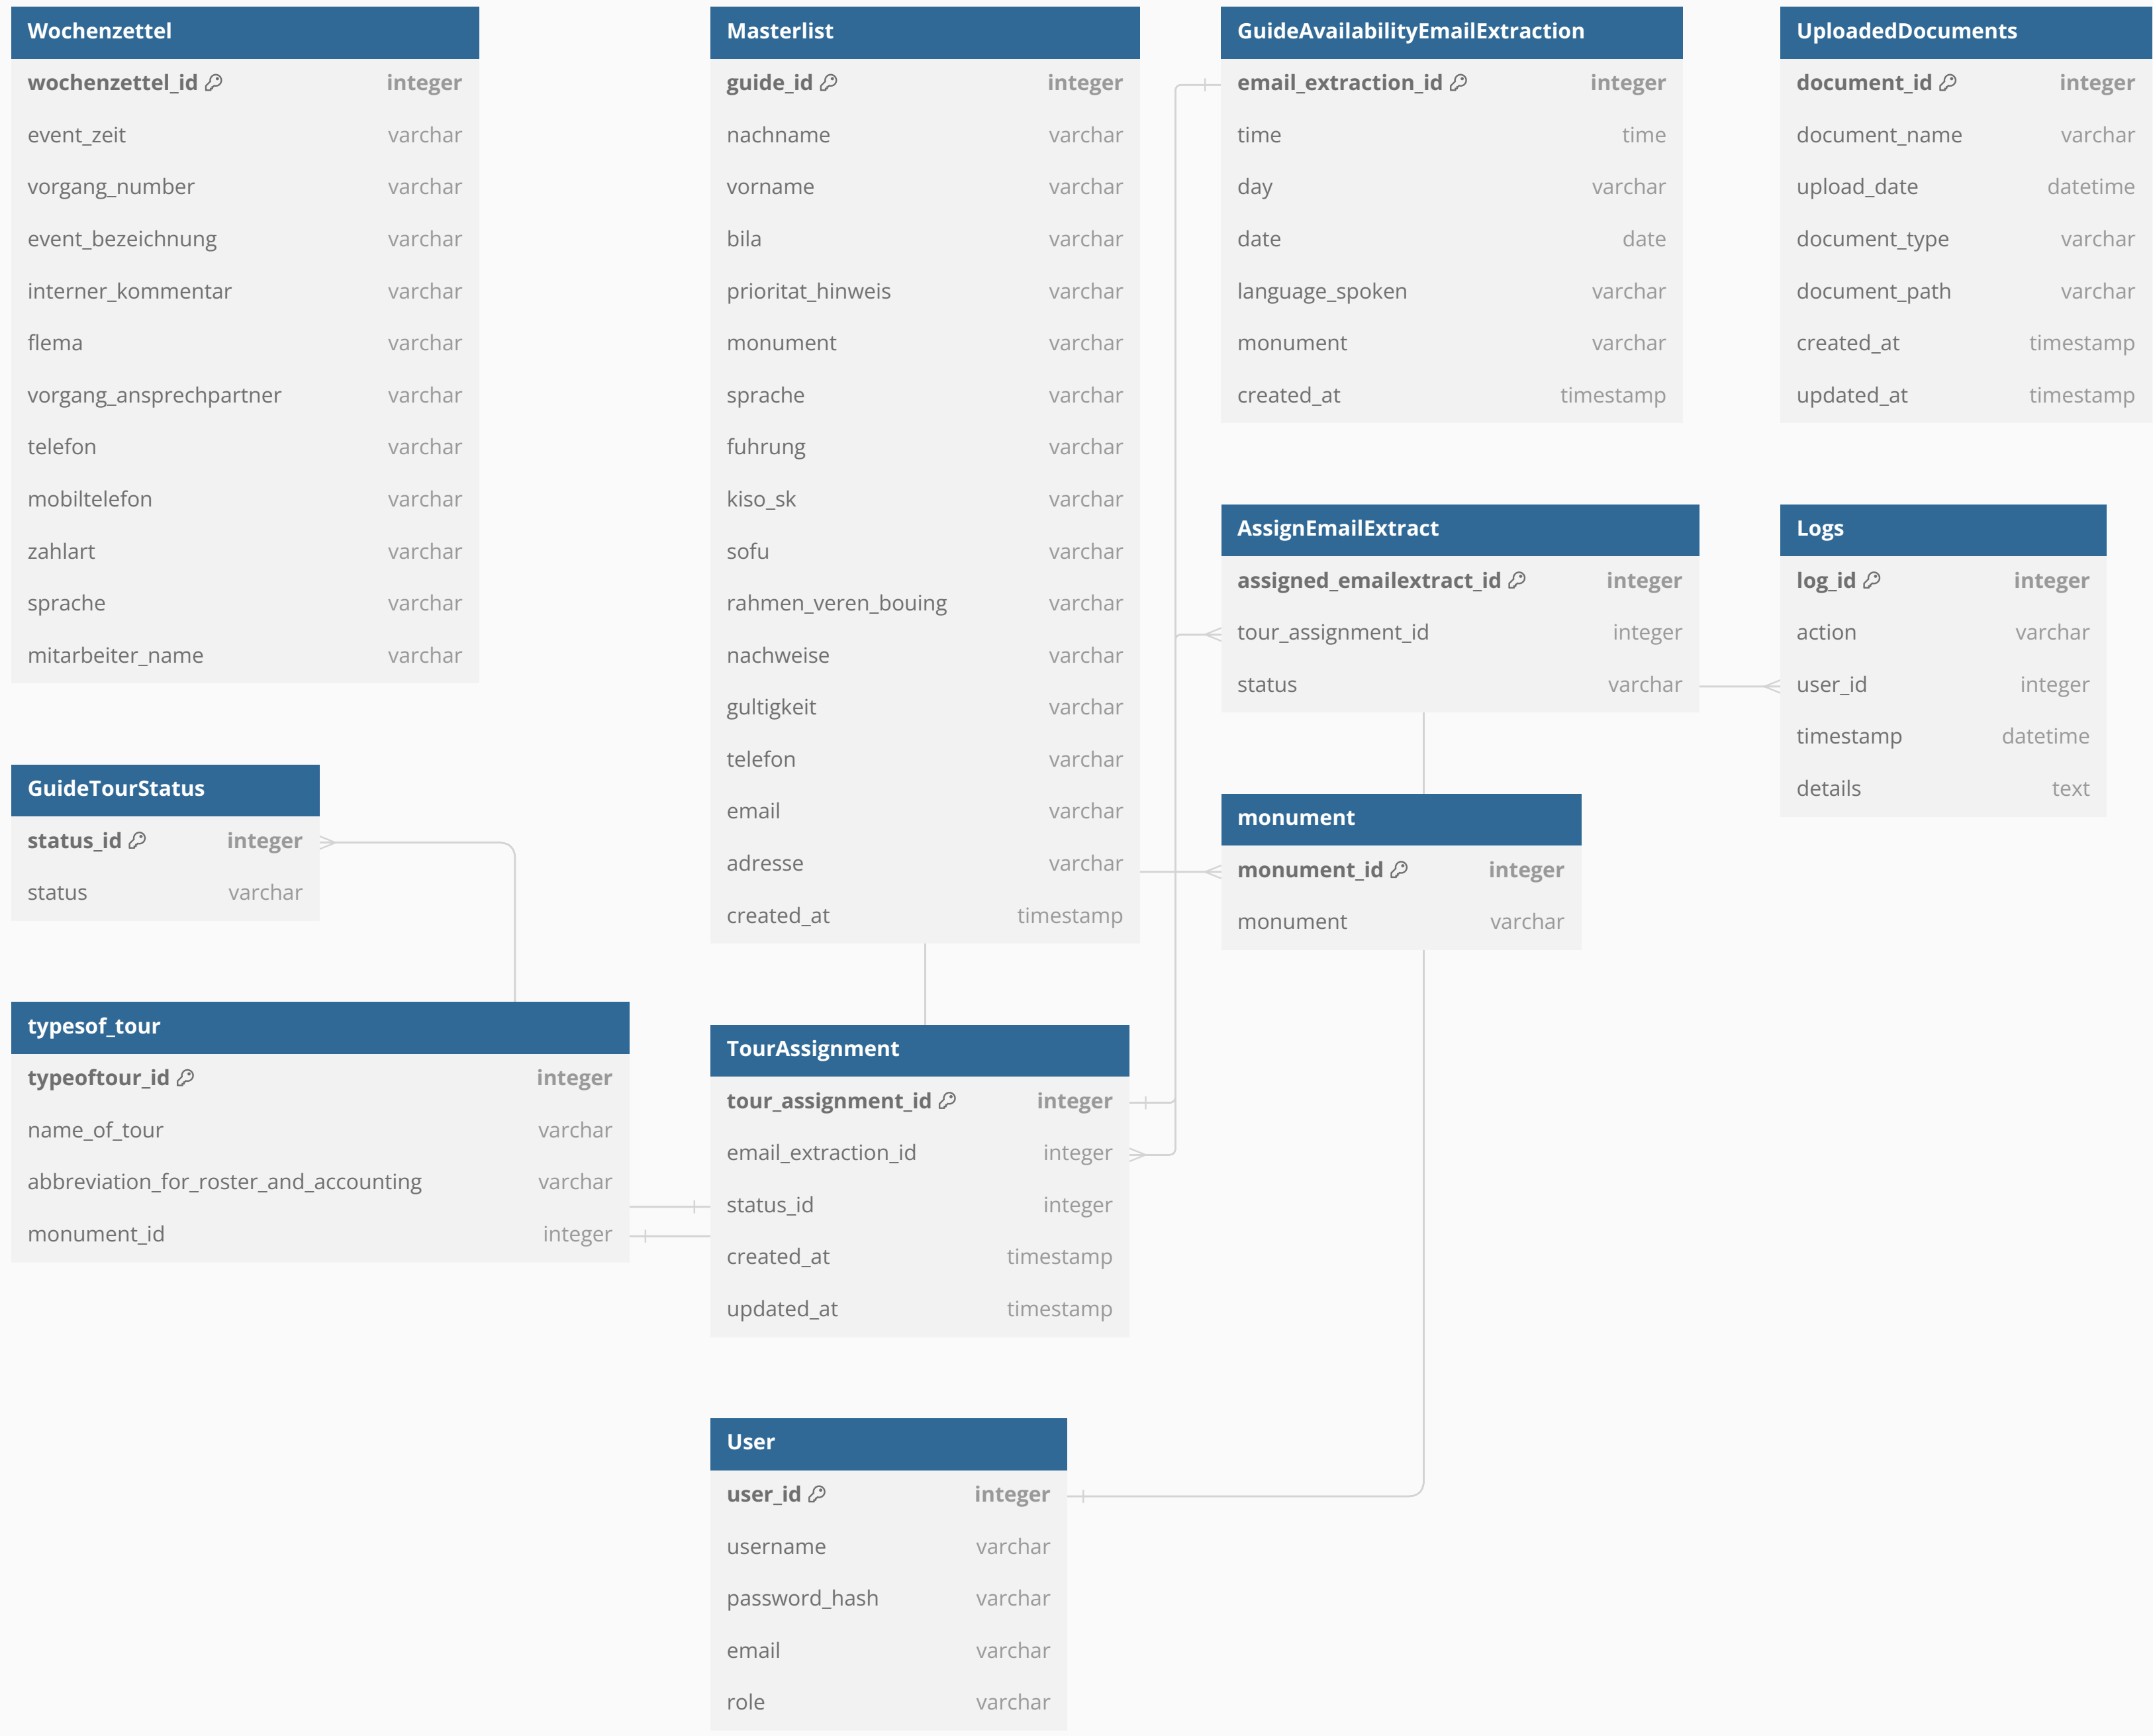 Wochenzettel
wochenzettel_id integer
event_zeit varchar
vorgang_number varchar
event_bezeichnung varchar
interner_kommentar varchar
flema varchar
vorgang_ansprechpartner varchar
telefon varchar
mobiltelefon varchar
zahlart varchar
sprache varchar
mitarbeiter_name varchar
GuideTourStatus
status_id integer
status varchar
typesof_tour
typeoftour_id integer
name_of_tour varchar
abbreviation_for_roster_and_accounting varchar
monument_id integer
Masterlist
guide_id integer
nachname varchar
vorname varchar
bila varchar
prioritat_hinweis varchar
monument varchar
sprache varchar
fuhrung varchar
kiso_sk varchar
sofu varchar
rahmen_veren_bouing varchar
nachweise varchar
gultigkeit varchar
telefon varchar
email varchar
adresse varchar
created_at timestamp
TourAssignment
tour_assignment_id integer
email_extraction_id integer
status_id integer
created_at timestamp
updated_at timestamp
User
user_id integer
username varchar
password_hash varchar
email varchar
role varchar
GuideAvailabilityEmailExtraction
email_extraction_id integer
time time
day varchar
date date
language_spoken varchar
monument varchar
created_at timestamp
AssignEmailExtract
assigned_emailextract_id integer
tour_assignment_id integer
status varchar
monument
monument_id integer
monument varchar
UploadedDocuments
document_id integer
document_name varchar
upload_date datetime
document_type varchar
document_path varchar
created_at timestamp
updated_at timestamp
Logs
log_id integer
action varchar
user_id integer
timestamp datetime
details text